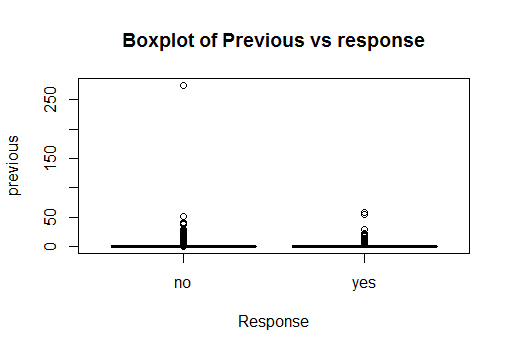 Boxplot of Previous vs response
previous
250
150
50
0
no
yes
Response